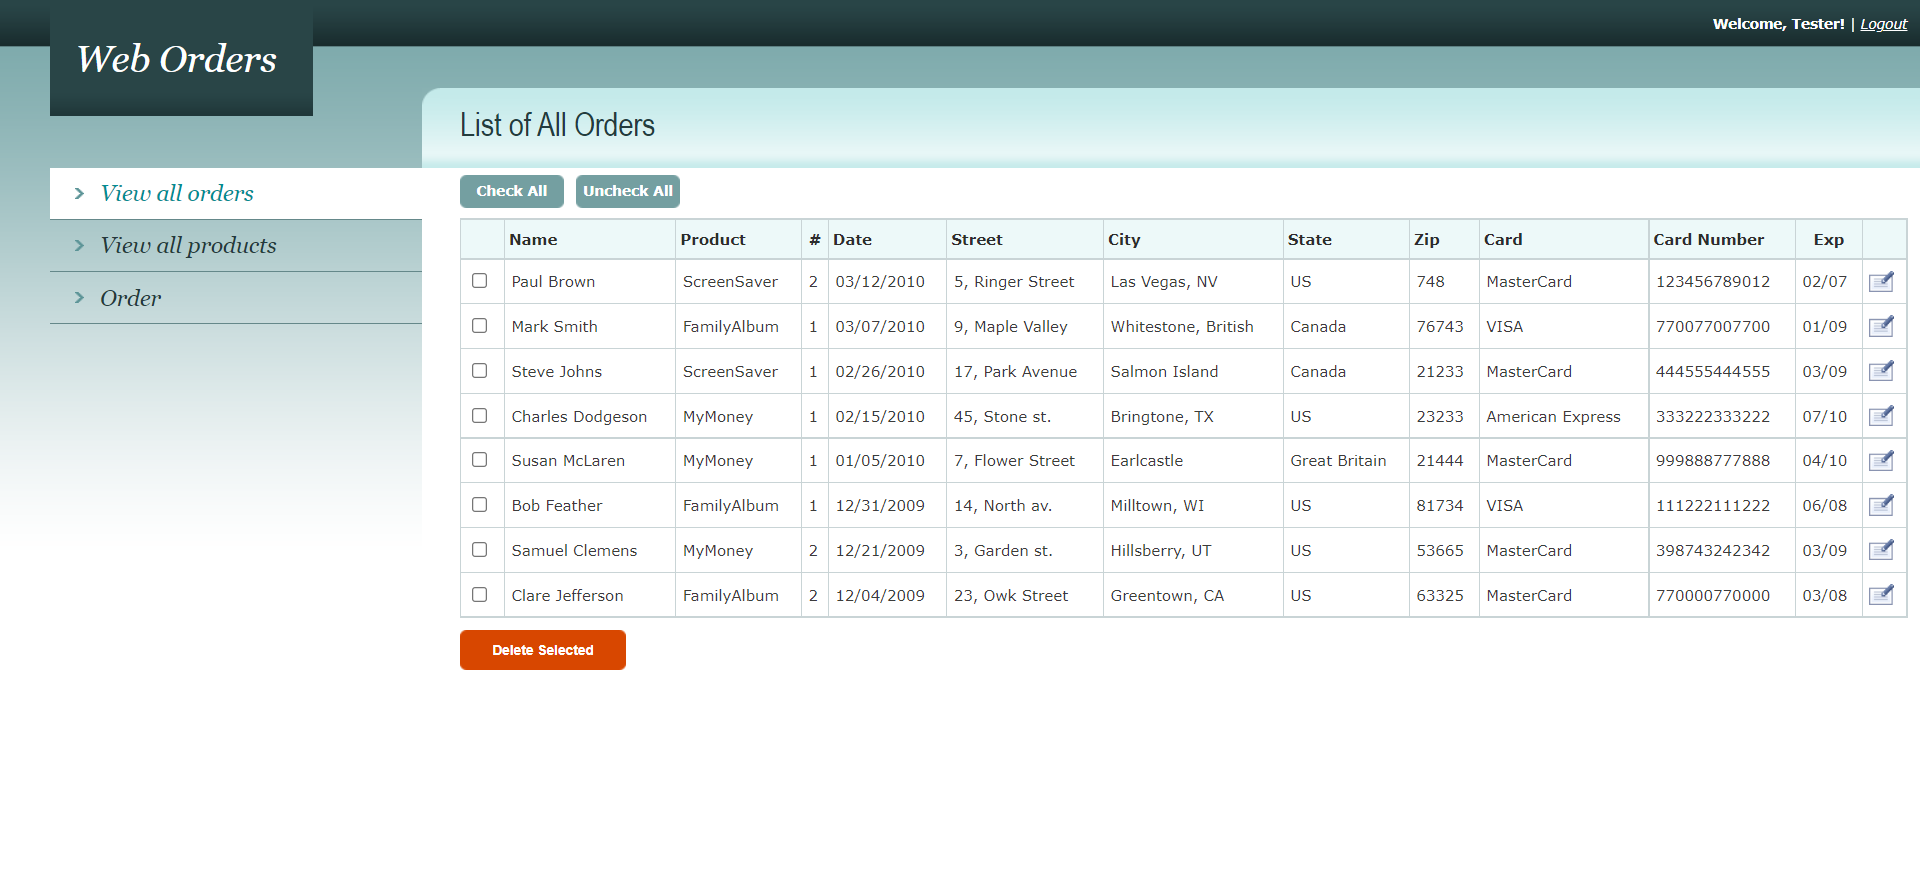 Welcome, Tester! | Logout
Web Orders
List of All Orders
View all orders
View all products
Order
Check All Uncheck All
Name Product # Date Street City State Zip Card Card Number Exp
Paul Brown ScreenSaver 2 03/12/2010 5, Ringer Street Las Vegas, NV US 748 MasterCard 123456789012 02/07
Mark Smith FamilyAlbum 1 03/07/2010 9, Maple Valley Whitestone, British Canada 76743 VISA 770077007700 01/09
Steve Johns ScreenSaver 1 02/26/2010 17, Park Avenue Salmon Island Canada 21233 MasterCard 444555444555 03/09
Charles Dodgeson MyMoney 1 02/15/2010 45, Stone st. Bringtone, TX US 23233 American Express 333222333222 07/10
Susan McLaren MyMoney 1 01/05/2010 7, Flower Street Earlcastle Great Britain 21444 MasterCard 999888777888 04/10
Bob Feather FamilyAlbum 1 12/31/2009 14, North av. Milltown, WI US 81734 VISA 111222111222 06/08
Samuel Clemens MyMoney 2 12/21/2009 3, Garden st. Hillsberry, UT US 53665 MasterCard 398743242342 03/09
Clare Jefferson FamilyAlbum 2 12/04/2009 23, Owk Street Greentown, CA US 63325 MasterCard 770000770000 03/08
Delete Selected